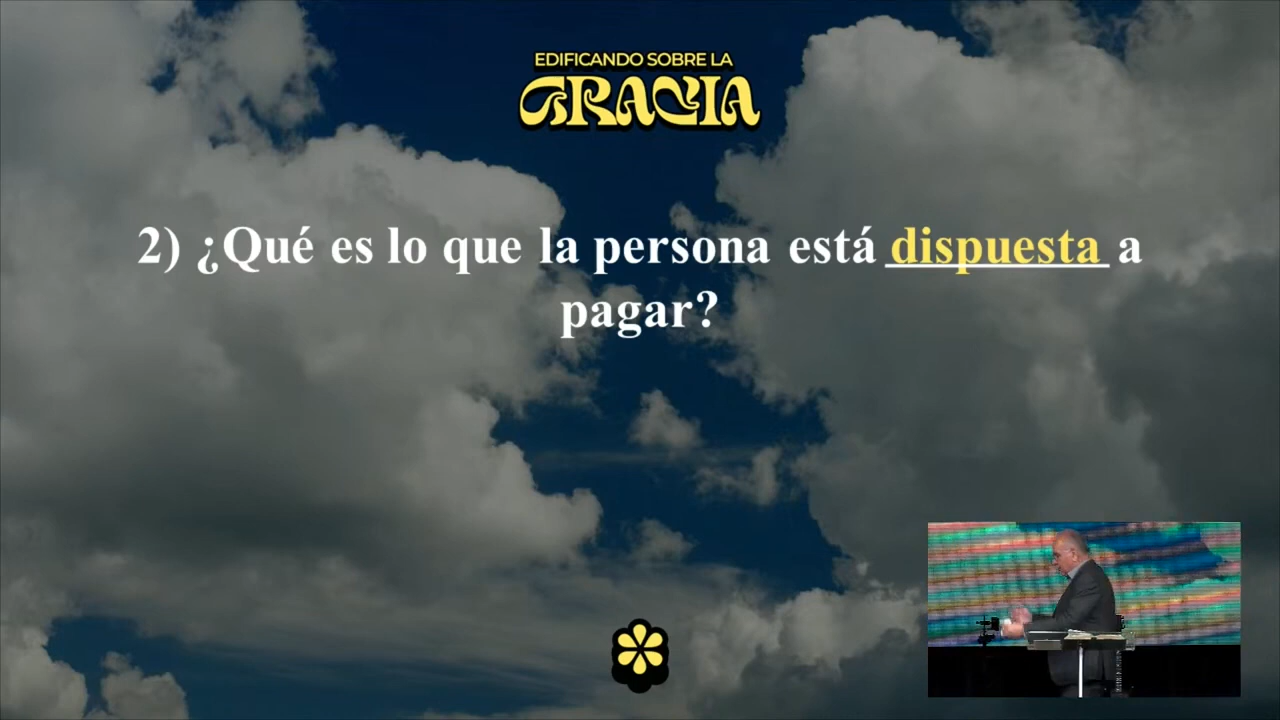 EDIFICANDO SOBRE LA
GRACIA
2) ¿Qué es lo que la persona está dispuesta a
pagar?